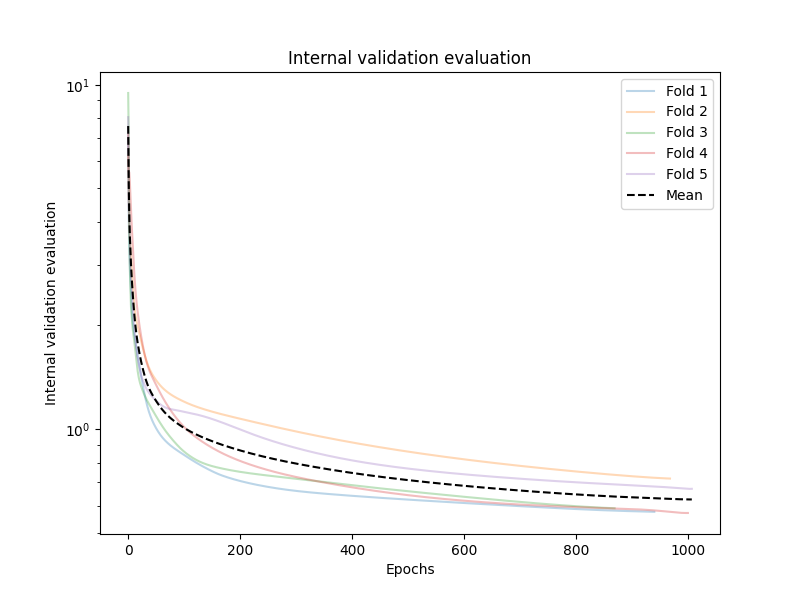 Internal validation evaluation
Internal validation evaluation
10¹
10⁰
Fold 1
Fold 2
Fold 3
Fold 4
Fold 5
Mean
0 200 400 600 800 1000
Epochs